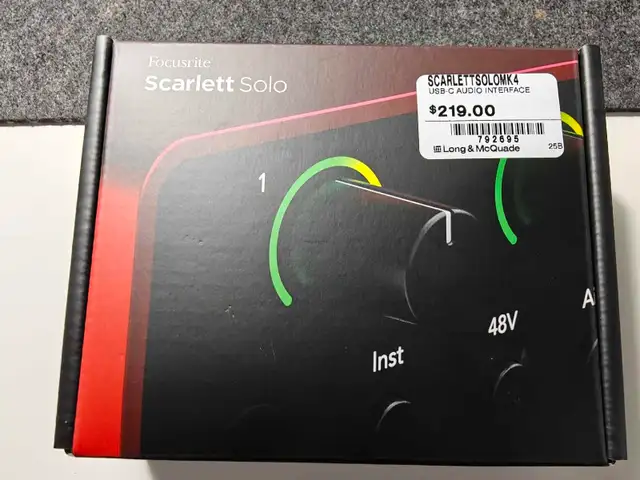 Focusrite
Scarlett Solo
SCARLETTSOLOMK4
USB-C AUDIO INTERFACE
$219.00
792695
Long & McQuade 25B
1
48V
Inst